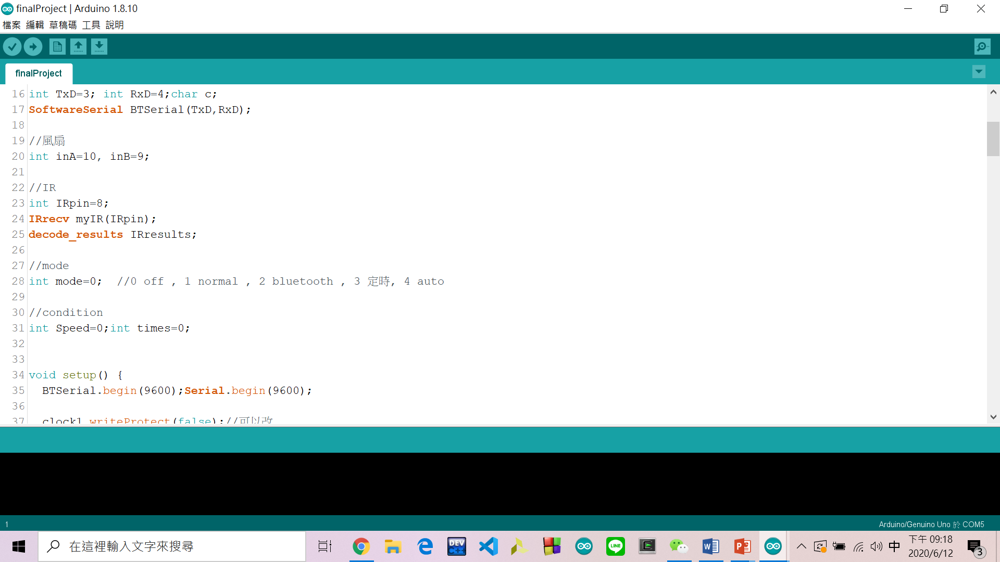 finalProject | Arduino 1.8.10
檔案 編輯 草稿碼 工具 說明
finalProject
16 int TxD=3; int RxD=4;char c;
17 SoftwareSerial BTSerial(TxD,RxD);
18
19 //風扇
20 int inA=10, inB=9;
21
22 //IR
23 int IRpin=8;
24 IRrecv myIR(IRpin);
25 decode_results IRresults;
26
27 //mode
28 int mode=0;  //0 off , 1 normal , 2 bluetooth , 3 定時, 4 auto
29
30 //condition
31 int Speed=0;int times=0;
32
33
34 void setup() {
35   BTSerial.begin(9600);Serial.begin(9600);
36
37   clock1.writeProtect(false);//可以改
1
Arduino/Genuino Uno 於 COM5
在這裡輸入文字來搜尋
DEV C++
LINE
中
下午 09:18
2020/6/12
3